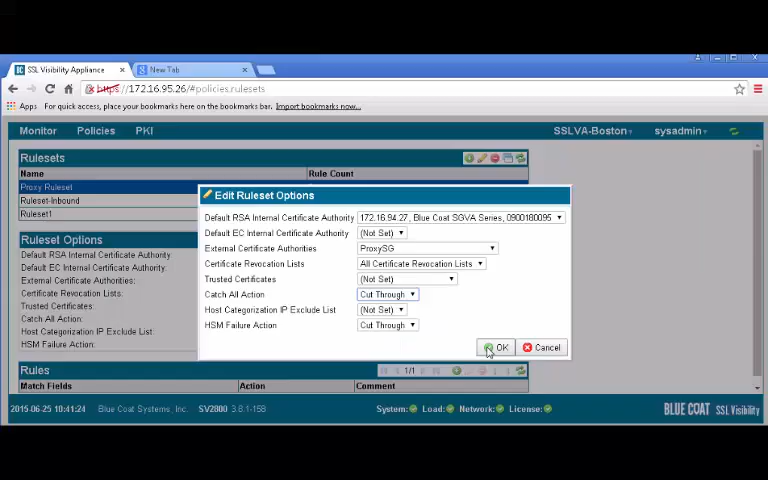 SSL Visibility Appliance
New Tab
https://172.16.95.26/#policies.rulesets
Apps For quick access, place your bookmarks here on the bookmarks bar. Import bookmarks now...
Monitor Policies PKI SSLVA-Boston sysadmin
Rulesets
Name Rule Count
Proxy Ruleset
Ruleset-Inbound
Ruleset1
Edit Ruleset Options
Default RSA Internal Certificate Authority 172.16.94.27, Blue Coat SGVA Series, 0900180095
Default EC Internal Certificate Authority (Not Set)
External Certificate Authorities ProxySG
Certificate Revocation Lists All Certificate Revocation Lists
Trusted Certificates (Not Set)
Catch All Action Cut Through
Host Categorization IP Exclude List (Not Set)
HSM Failure Action Cut Through
OK Cancel
Ruleset Options
Default RSA Internal Certificate Authority
Default EC Internal Certificate Authority:
External Certificate Authorities:
Certificate Revocation Lists:
Trusted Certificates:
Catch All Action:
Host Categorization IP Exclude List
HSM Failure Action:
Rules 1/1
Match Fields Action Comment
2015-06-25 10:41:24 Blue Coat Systems, Inc. SV2800 3.8.1-158 System: Load: Network: License: BLUE COAT SSL Visibility